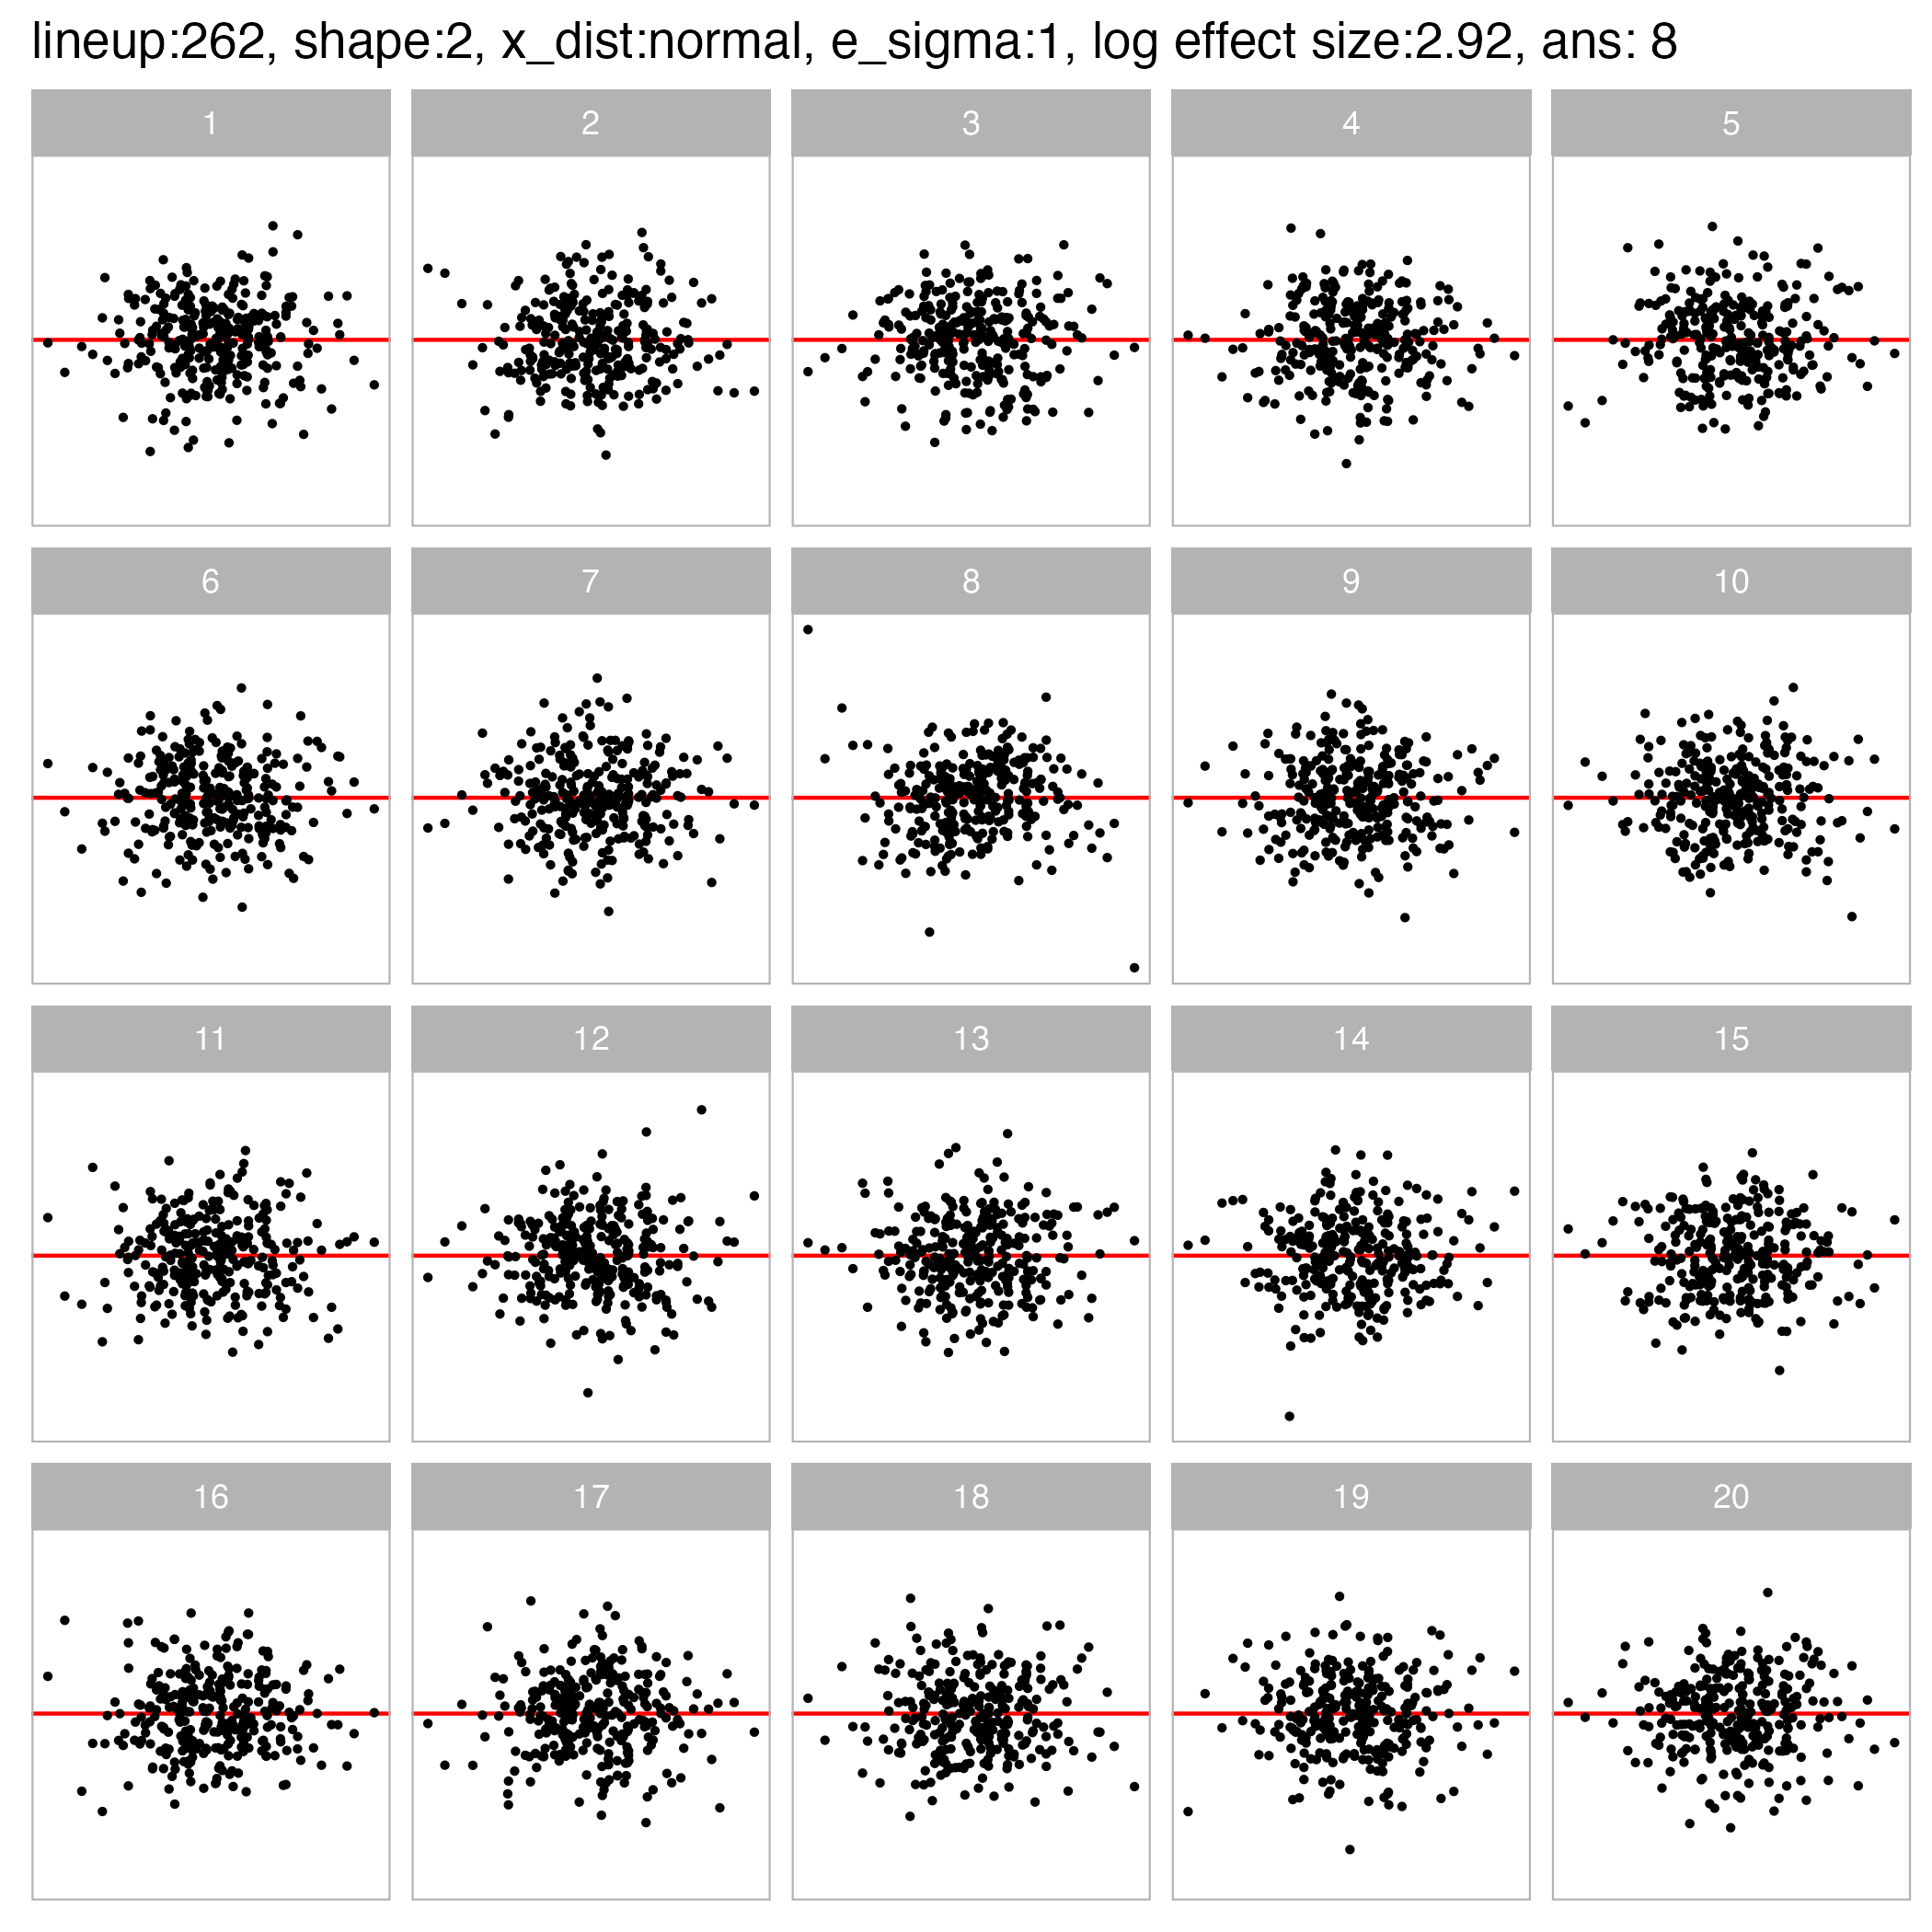 lineup:262, shape:2, x_dist:normal, e_sigma:1, log effect size:2.92, ans: 8
1 2 3 4 5
6 7 8 9 10
11 12 13 14 15
16 17 18 19 20